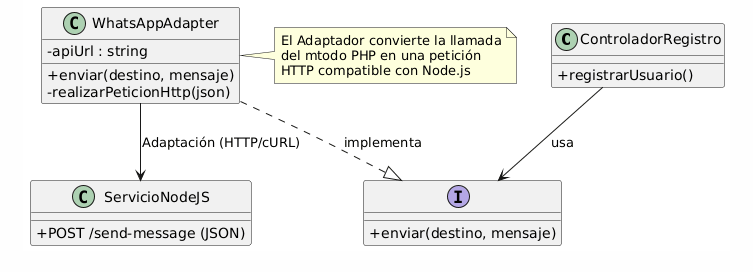 C WhatsAppAdapter
-apiUrl : string
+enviar(destino, mensaje)
-realizarPeticionHttp(json)
El Adaptador convierte la llamada
del mtodo PHP en una petición
HTTP compatible con Node.js
C ControladorRegistro
+registrarUsuario()
Adaptación (HTTP/cURL)
implementa
usa
C ServicioNodeJS
+POST /send-message (JSON)
I
+enviar(destino, mensaje)